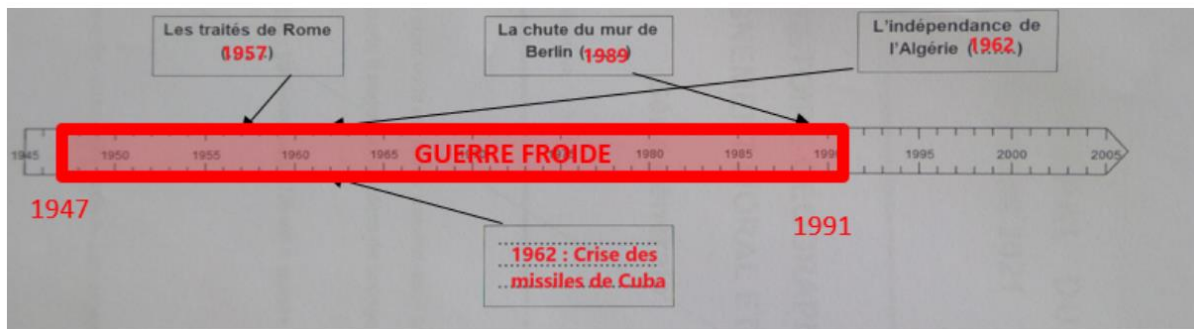 Les traités de Rome
(1957)
La chute du mur de
Berlin (1989)
L'indépendance de
l'Algérie (1962)
1945 1950 1955 1960 1965 1980 1985 1990 1995 2000 2005
GUERRE FROIDE
1947
1991
1962 : Crise des
missiles de Cuba